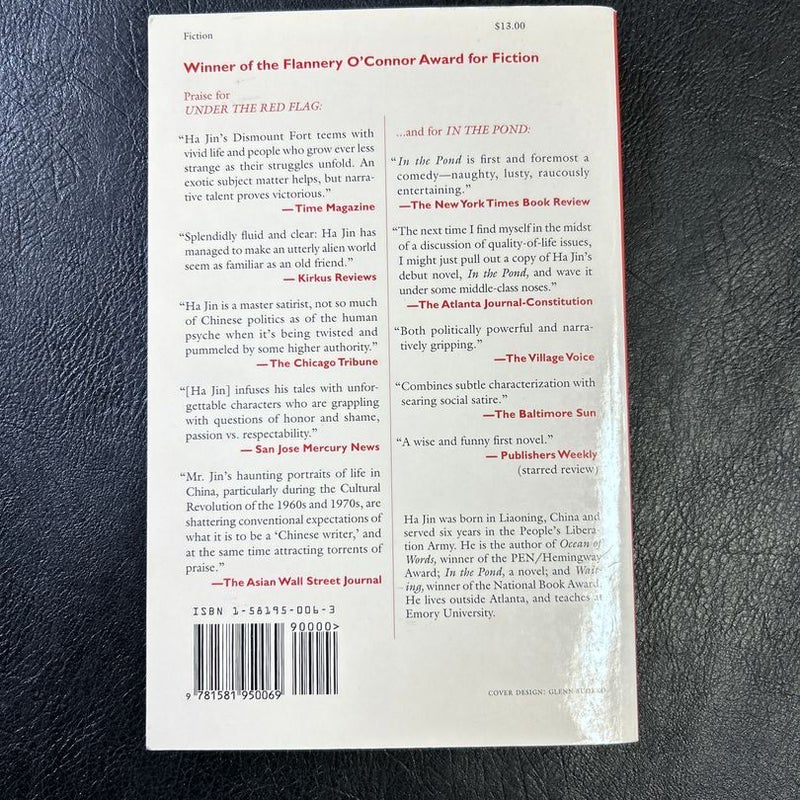 Fiction
$13.00
Winner of the Flannery O'Connor Award for Fiction
Praise for
UNDER THE RED FLAG:
"Ha Jin's Dismount Fort teems with
vivid life and people who grow ever less
strange as their struggles unfold. An
exotic subject matter helps, but narra-
tive talent proves victorious."
—Time Magazine
"Splendidly fluid and clear: Ha Jin has
managed to make an utterly alien world
seem as familiar as an old friend."
— Kirkus Reviews
"Ha Jin is a master satirist, not so much
of Chinese politics as of the human
psyche when it's being twisted and
pummeled by some higher authority."
— The Chicago Tribune
"[Ha Jin] infuses his tales with unfor-
gettable characters who are grappling
with questions of honor and shame,
passion vs. respectability."
— San Jose Mercury News
"Mr. Jin's haunting portraits of life in
China, particularly during the Cultural
Revolution of the 1960s and 1970s, are
shattering conventional expectations of
what it is to be a 'Chinese writer,' and
at the same time attracting torrents of
praise."
—The Asian Wall Street Journal
ISBN 1-58195-006-3
90000>
9 781581 950069
...and for IN THE POND:
"In the Pond is first and foremost a
comedy—naughty, lusty, raucously
entertaining."
—The New York Times Book Review
"The next time I find myself in the midst
of a discussion of quality-of-life issues,
I might just pull out a copy of Ha Jin's
debut novel, In the Pond, and wave it
under some middle-class noses."
—The Atlanta Journal-Constitution
"Both politically powerful and narra-
tively gripping."
—The Village Voice
"Combines subtle characterization with
searing social satire."
—The Baltimore Sun
"A wise and funny first novel."
— Publishers Weekly
(starred review)
Ha Jin was born in Liaoning, China and
served six years in the People's Libera-
tion Army. He is the author of Ocean of
Words, winner of the PEN/Hemingway
Award; In the Pond, a novel; and Wait-
ing, winner of the National Book Award.
He lives outside Atlanta, and teaches at
Emory University.
COVER DESIGN: GLENN